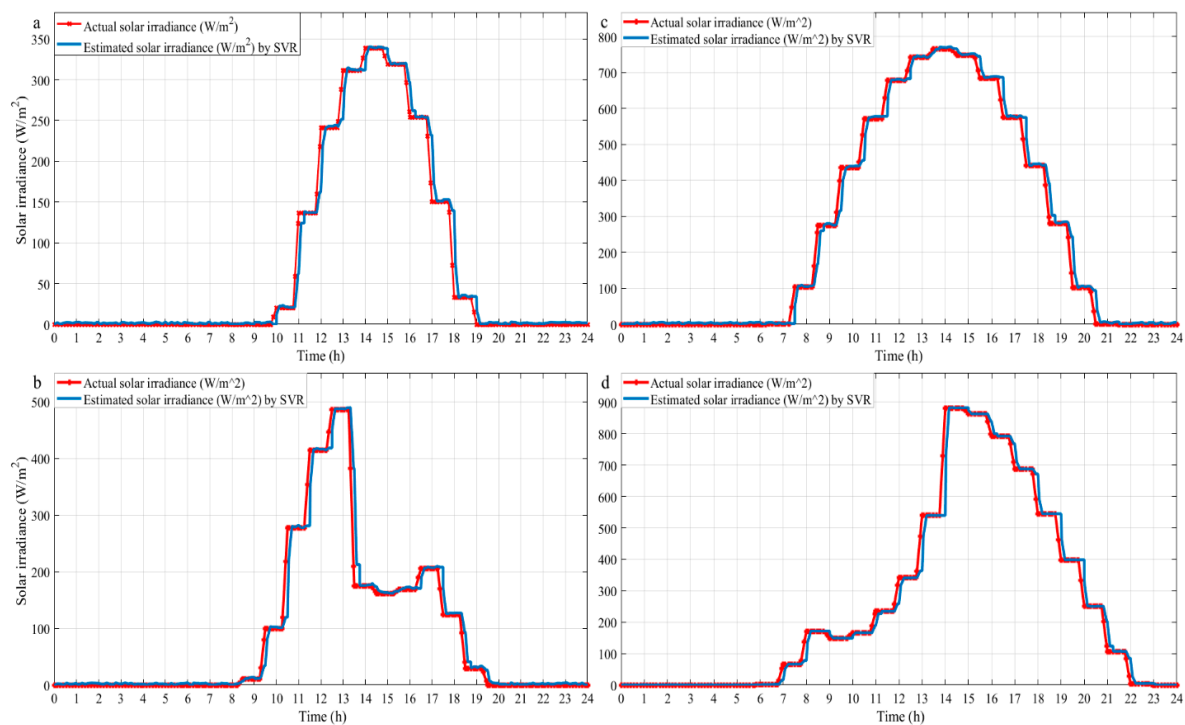 a
Actual solar irradiance (W/m²)
Estimated solar irradiance (W/m²) by SVR
350
300
250
200
150
100
50
0
Solar irradiance (W/m²)
0 1 2 3 4 5 6 7 8 9 10 11 12 13 14 15 16 17 18 19 20 21 22 23 24
Time (h)
c
Actual solar irradiance (W/m^2)
Estimated solar irradiance (W/m^2) by SVR
800
700
600
500
400
300
200
100
0
0 1 2 3 4 5 6 7 8 9 10 11 12 13 14 15 16 17 18 19 20 21 22 23 24
Time (h)
b
Actual solar irradiance (W/m^2)
Estimated solar irradiance (W/m^2) by SVR
500
400
300
200
100
0
Solar irradiance (W/m²)
0 1 2 3 4 5 6 7 8 9 10 11 12 13 14 15 16 17 18 19 20 21 22 23 24
Time (h)
d
Actual solar irradiance (W/m^2)
Estimated solar irradiance (W/m^2) by SVR
900
800
700
600
500
400
300
200
100
0
0 1 2 3 4 5 6 7 8 9 10 11 12 13 14 15 16 17 18 19 20 21 22 23 24
Time (h)